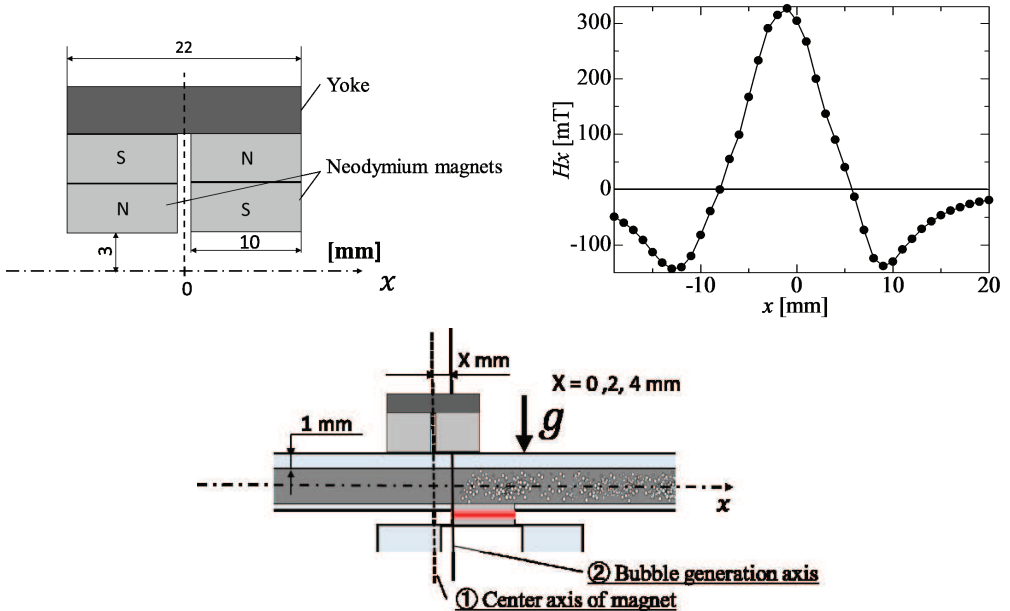 22
Yoke
S
N
Neodymium magnets
N
S
3
10
[mm]
x
0
Hx [mT]
300
200
100
0
-100
-10
0
10
20
x [mm]
X mm
X = 0 ,2, 4 mm
g
1 mm
x
② Bubble generation axis
① Center axis of magnet